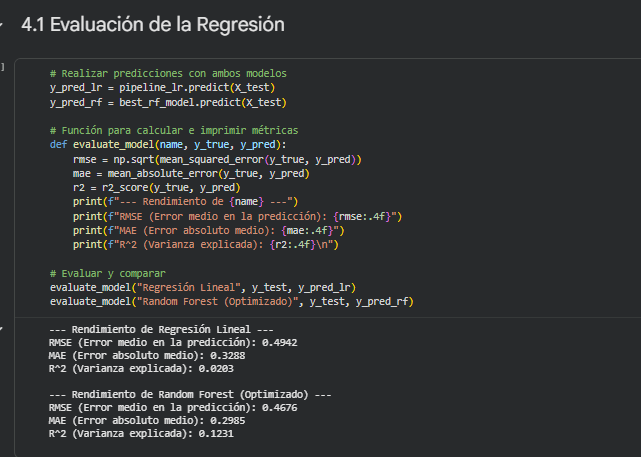 4.1 Evaluación de la Regresión
]
# Realizar predicciones con ambos modelos
y_pred_lr = pipeline_lr.predict(X_test)
y_pred_rf = best_rf_model.predict(X_test)
# Función para calcular e imprimir métricas
def evaluate_model(name, y_true, y_pred):
    rmse = np.sqrt(mean_squared_error(y_true, y_pred))
    mae = mean_absolute_error(y_true, y_pred)
    r2 = r2_score(y_true, y_pred)
    print(f"--- Rendimiento de {name} ---")
    print(f"RMSE (Error medio en la predicción): {rmse:.4f}")
    print(f"MAE (Error absoluto medio): {mae:.4f}")
    print(f"R^2 (Varianza explicada): {r2:.4f}\n")
# Evaluar y comparar
evaluate_model("Regresión Lineal", y_test, y_pred_lr)
evaluate_model("Random Forest (Optimizado)", y_test, y_pred_rf)
--- Rendimiento de Regresión Lineal ---
RMSE (Error medio en la predicción): 0.4942
MAE (Error absoluto medio): 0.3288
R^2 (Varianza explicada): 0.0203
--- Rendimiento de Random Forest (Optimizado) ---
RMSE (Error medio en la predicción): 0.4676
MAE (Error absoluto medio): 0.2985
R^2 (Varianza explicada): 0.1231